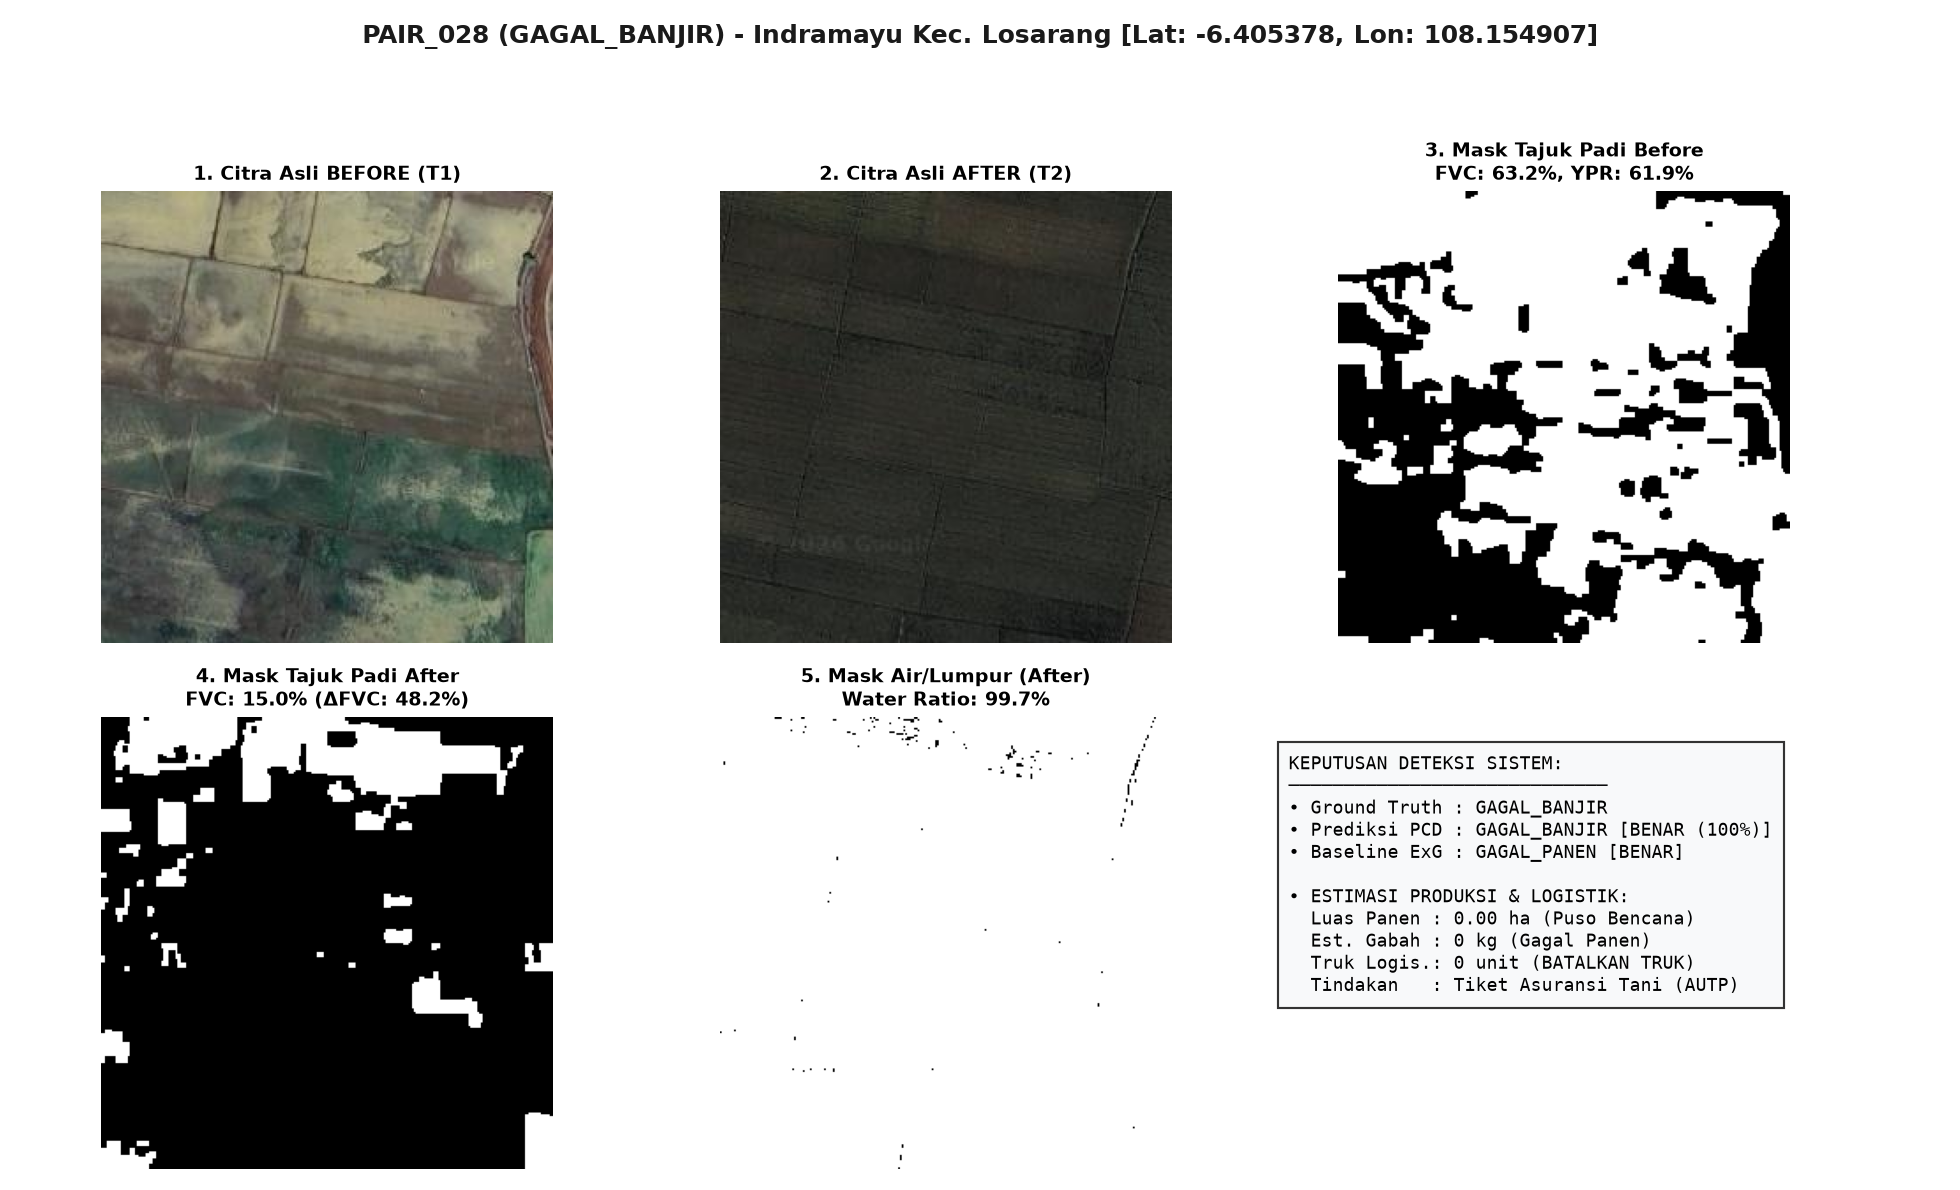 PAIR_028 (GAGAL_BANJIR) - Indramayu Kec. Losarang [Lat: -6.405378, Lon: 108.154907]
1. Citra Asli BEFORE (T1)
2. Citra Asli AFTER (T2)
3. Mask Tajuk Padi Before
FVC: 63.2%, YPR: 61.9%
4. Mask Tajuk Padi After
FVC: 15.0% (ΔFVC: 48.2%)
5. Mask Air/Lumpur (After)
Water Ratio: 99.7%
KEPUTUSAN DETEKSI SISTEM:
• Ground Truth : GAGAL_BANJIR
• Prediksi PCD : GAGAL_BANJIR [BENAR (100%)]
• Baseline ExG : GAGAL_PANEN [BENAR]
• ESTIMASI PRODUKSI & LOGISTIK:
Luas Panen : 0.00 ha (Puso Bencana)
Est. Gabah : 0 kg (Gagal Panen)
Truk Logis.: 0 unit (BATALKAN TRUK)
Tindakan   : Tiket Asuransi Tani (AUTP)